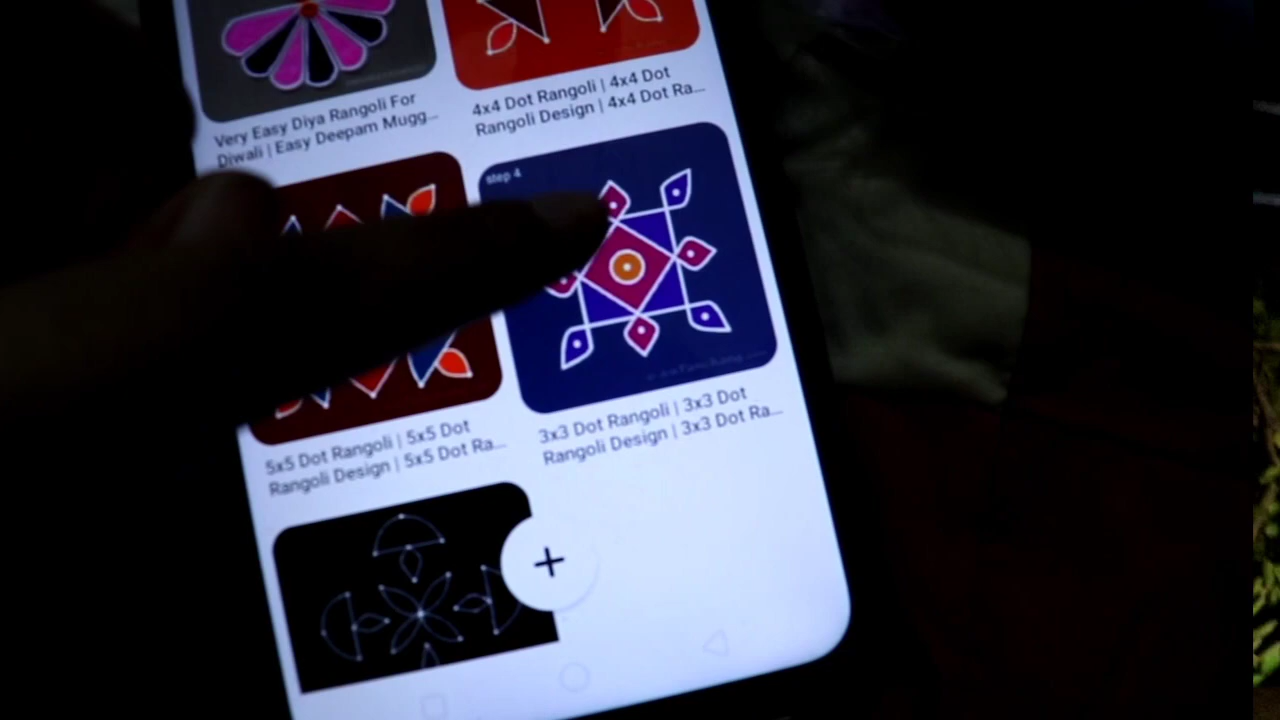 Very Easy Diya Rangoli For
Diwali | Easy Deepam Mugg...
4x4 Dot Rangoli | 4x4 Dot
Rangoli Design | 4x4 Dot Ra...
step 4
5x5 Dot Rangoli | 5x5 Dot
Rangoli Design | 5x5 Dot Ra...
3x3 Dot Rangoli | 3x3 Dot
Rangoli Design | 3x3 Dot Ra...